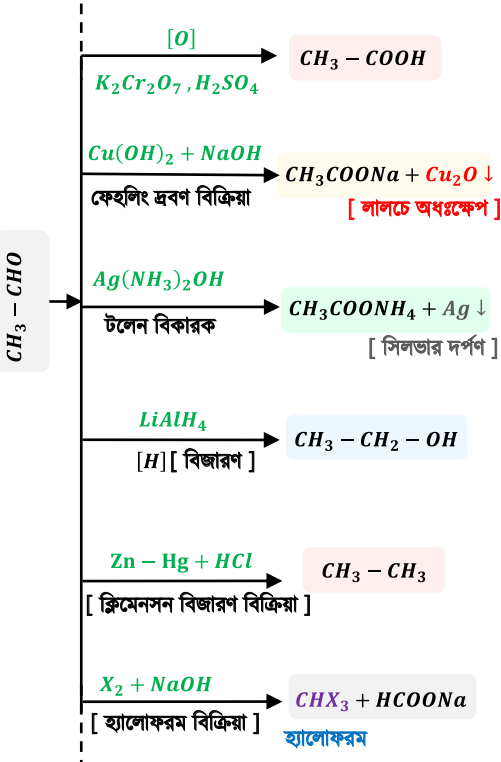 CH₃ − CHO
[O]
K₂Cr₂O₇ , H₂SO₄
CH₃ − COOH
Cu(OH)₂ + NaOH
ফেহলিং দ্রবণ বিক্রিয়া
CH₃COONa + Cu₂O ↓
[ লালচে অধঃক্ষেপ ]
Ag(NH₃)₂OH
টলেন বিকারক
CH₃COONH₄ + Ag ↓
[ সিলভার দর্পণ ]
LiAlH₄
[H] [ বিজারণ ]
CH₃ − CH₂ − OH
Zn − Hg + HCl
[ ক্লিমেনসন বিজারণ বিক্রিয়া ]
CH₃ − CH₃
X₂ + NaOH
[ হ্যালোফরম বিক্রিয়া ]
CHX₃ + HCOONa
হ্যালোফরম